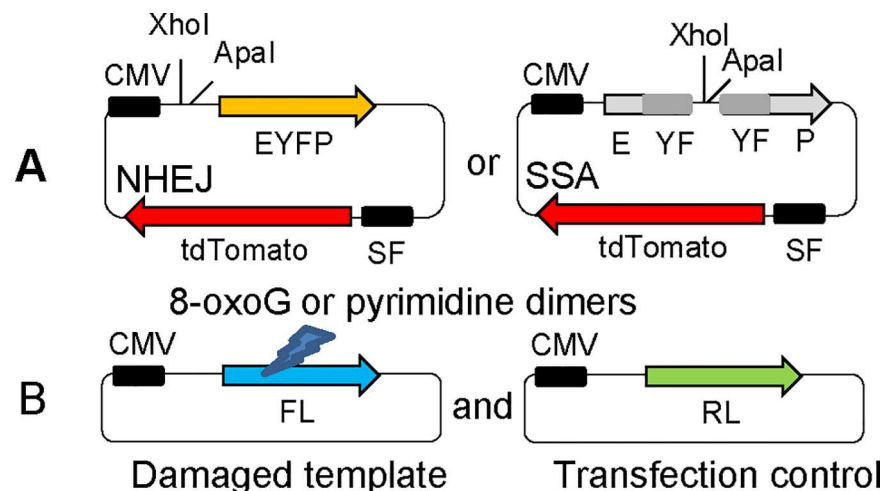 XhoI
ApaI
CMV
EYFP
A
NHEJ
tdTomato
SF
or
XhoI
ApaI
CMV
E YF YF P
SSA
tdTomato
SF
8-oxoG or pyrimidine dimers
CMV
B
FL
and
CMV
RL
Damaged template
Transfection control